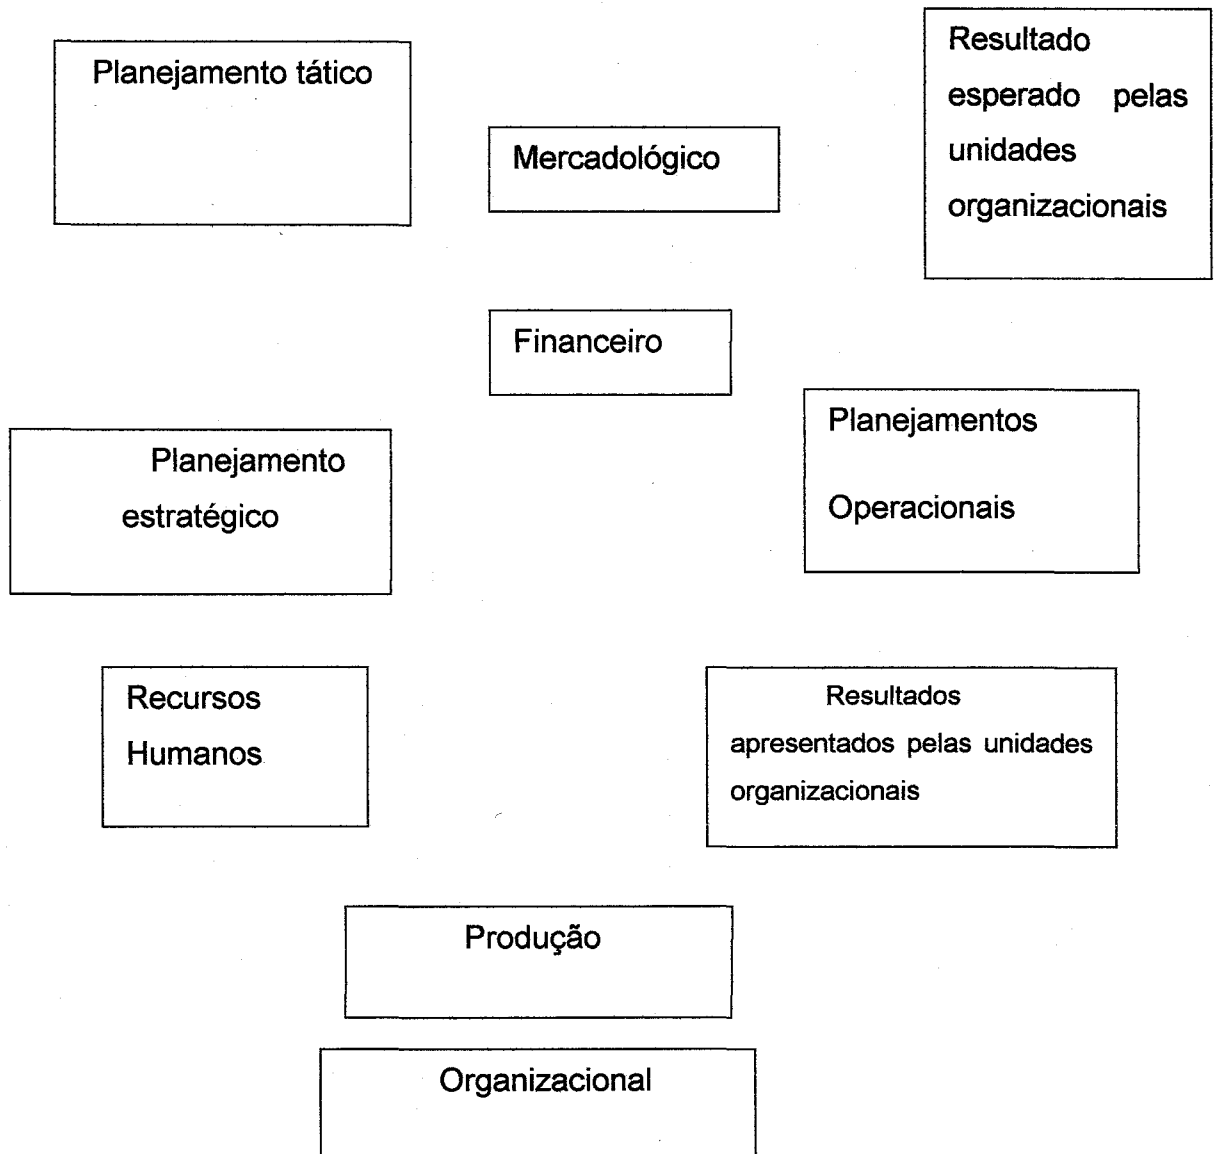 Planejamento tático
Mercadológico
Resultado
esperado pelas
unidades
organizacionais
Financeiro
Planejamento
estratégico
Planejamentos
Operacionais
Recursos
Humanos
Resultados
apresentados pelas unidades
organizacionais
Produção
Organizacional